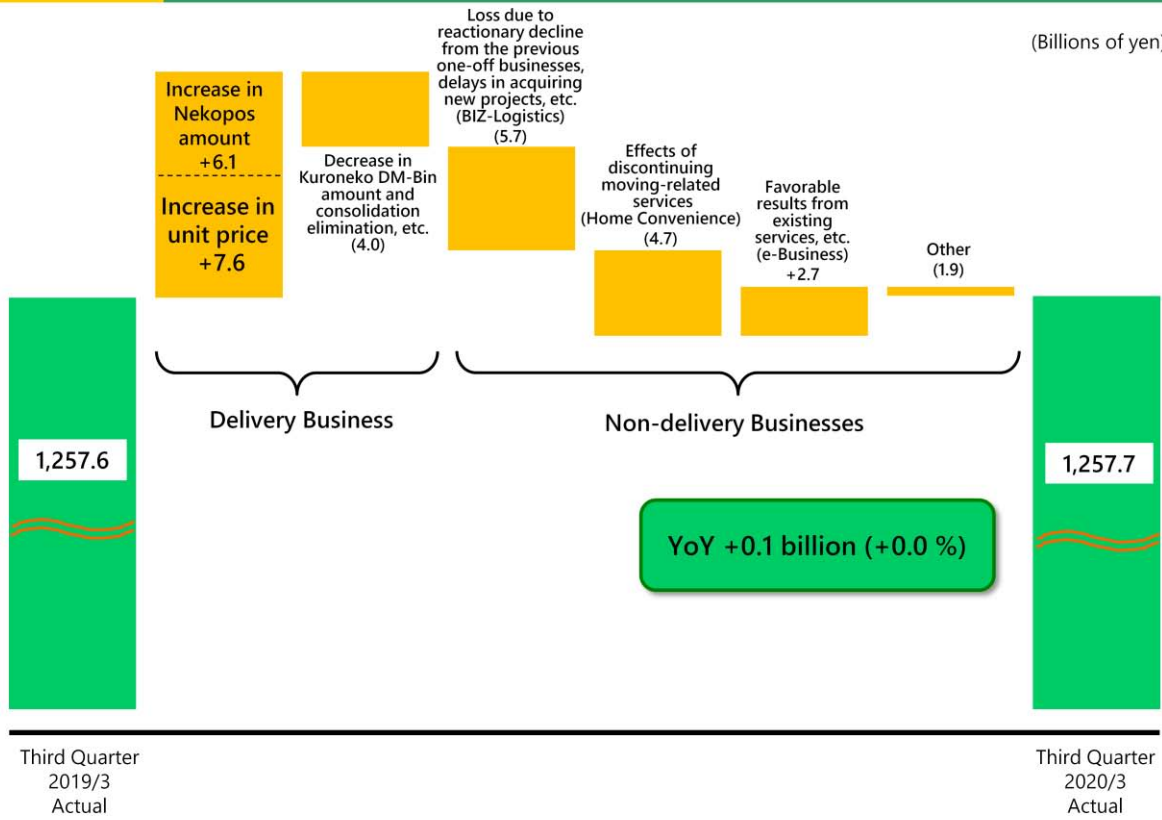 (Billions of yen)
Increase in
Nekopos
amount
+6.1
Increase in
unit price
+7.6
Decrease in
Kuroneko DM-Bin
amount and
consolidation
elimination, etc.
(4.0)
Loss due to
reactionary decline
from the previous
one-off businesses,
delays in acquiring
new projects, etc.
(BIZ-Logistics)
(5.7)
Effects of
discontinuing
moving-related
services
(Home Convenience)
(4.7)
Favorable
results from
existing
services, etc.
(e-Business)
+2.7
Other
(1.9)
Delivery Business
Non-delivery Businesses
1,257.6
1,257.7
YoY +0.1 billion (+0.0 %)
Third Quarter
2019/3
Actual
Third Quarter
2020/3
Actual